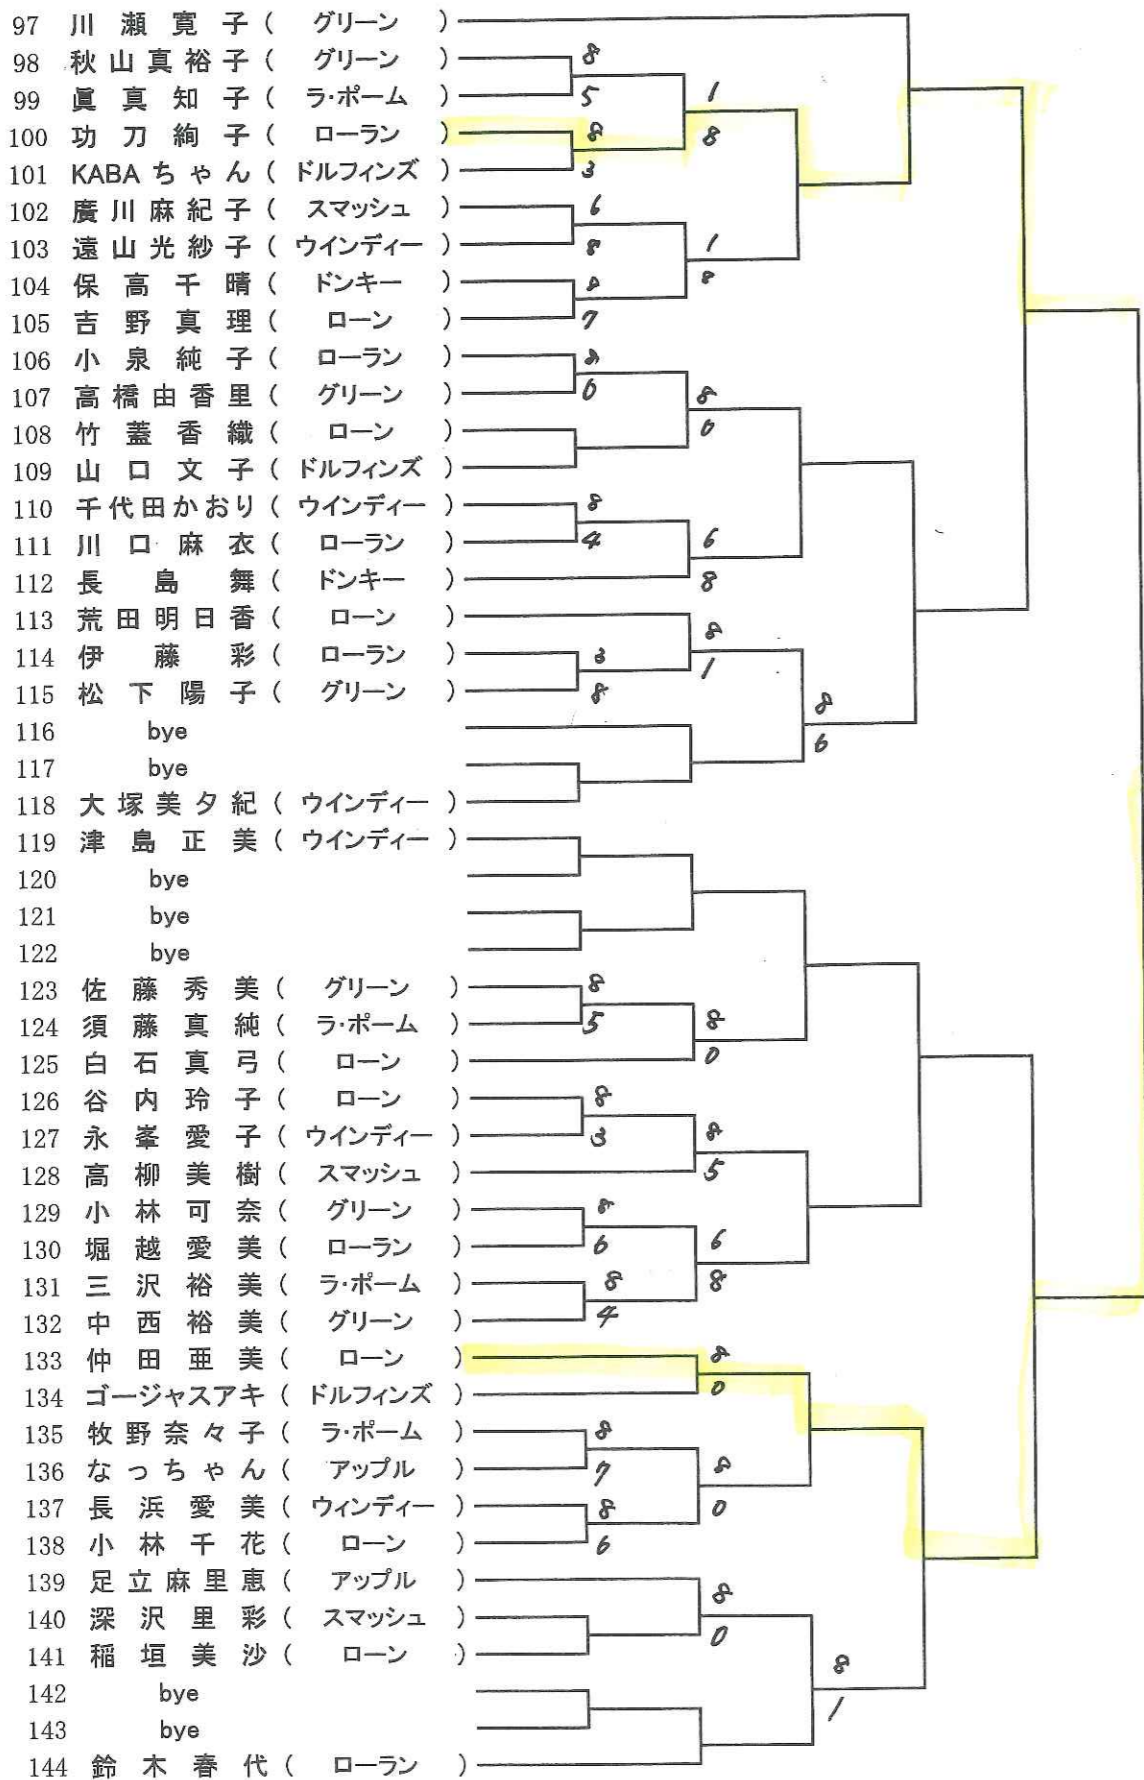 97 川瀬寛子 ( グリーン )
98 秋山真裕子 ( グリーン ) 8
99 眞真知子 ( ラ・ポーム ) 5 1
100 功刀絢子 ( ローラン ) 8 8
101 KABAちゃん ( ドルフィンズ ) 3
102 廣川麻紀子 ( スマッシュ ) 6
103 遠山光紗子 ( ウインディー ) 8 1
104 保高千晴 ( ドンキー ) 8
105 吉野真理 ( ローン ) 7
106 小泉純子 ( ローラン ) 8
107 高橋由香里 ( グリーン ) 0 8
108 竹蓋香織 ( ローン ) 0
109 山口文子 ( ドルフィンズ )
110 千代田かおり ( ウインディー ) 8
111 川口麻衣 ( ローラン ) 4 6
112 長島舞 ( ドンキー ) 8
113 荒田明日香 ( ローン ) 8
114 伊藤彩 ( ローラン ) 3 1
115 松下陽子 ( グリーン ) 8 8
116 bye 6
117 bye
118 大塚美夕紀 ( ウインディー )
119 津島正美 ( ウインディー )
120 bye
121 bye
122 bye
123 佐藤秀美 ( グリーン ) 8
124 須藤真純 ( ラ・ポーム ) 5 8
125 白石真弓 ( ローン ) 0
126 谷内玲子 ( ローン ) 8
127 永峯愛子 ( ウインディー ) 3 8
128 高柳美樹 ( スマッシュ ) 5
129 小林可奈 ( グリーン ) 8
130 堀越愛美 ( ローラン ) 6 6
131 三沢裕美 ( ラ・ポーム ) 8 8
132 中西裕美 ( グリーン ) 4
133 仲田亜美 ( ローン ) 8
134 ゴージャスアキ ( ドルフィンズ ) 0
135 牧野奈々子 ( ラ・ポーム ) 8
136 なっちゃん ( アップル ) 7 8
137 長浜愛美 ( ウィンディー ) 8 0
138 小林千花 ( ローン ) 6
139 足立麻里恵 ( アップル ) 8
140 深沢里彩 ( スマッシュ ) 0
141 稲垣美沙 ( ローン ) 8
142 bye 1
143 bye
144 鈴木春代 ( ローラン )